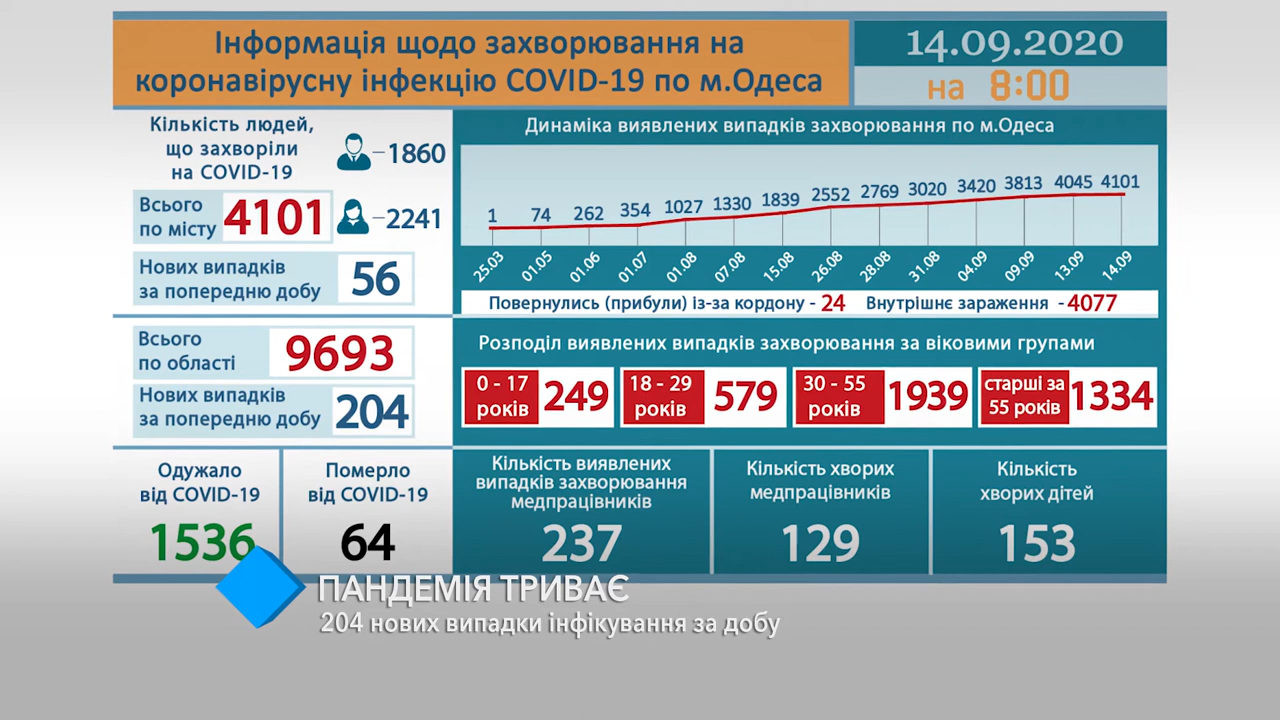 Інформація щодо захворювання на
коронавірусну інфекцію COVID-19 по м.Одеса
14.09.2020
на 8:00
Кількість людей,
що захворіли
на COVID-19
–1860
–2241
Всього
по місту
4101
Нових випадків
за попередню добу
56
Динаміка виявлених випадків захворювання по м.Одеса
1 74 262 354 1027 1330 1839 2552 2769 3020 3420 3813 4045 4101
25.03 01.05 01.06 01.07 01.08 07.08 15.08 26.08 28.08 31.08 04.09 09.09 13.09 14.09
Повернулись (прибули) із-за кордону - 24 Внутрішнє зараження - 4077
Всього
по області
9693
Нових випадків
за попередню добу
204
Розподіл виявлених випадків захворювання за віковими групами
0 - 17
років
249
18 - 29
років
579
30 - 55
років
1939
старші за
55 років
1334
Одужало
від COVID-19
1536
Померло
від COVID-19
64
Кількість виявлених
випадків захворювання
медпрацівників
237
Кількість хворих
медпрацівників
129
Кількість
хворих дітей
153
ПАНДЕМІЯ ТРИВАЄ
204 нових випадки інфікування за добу